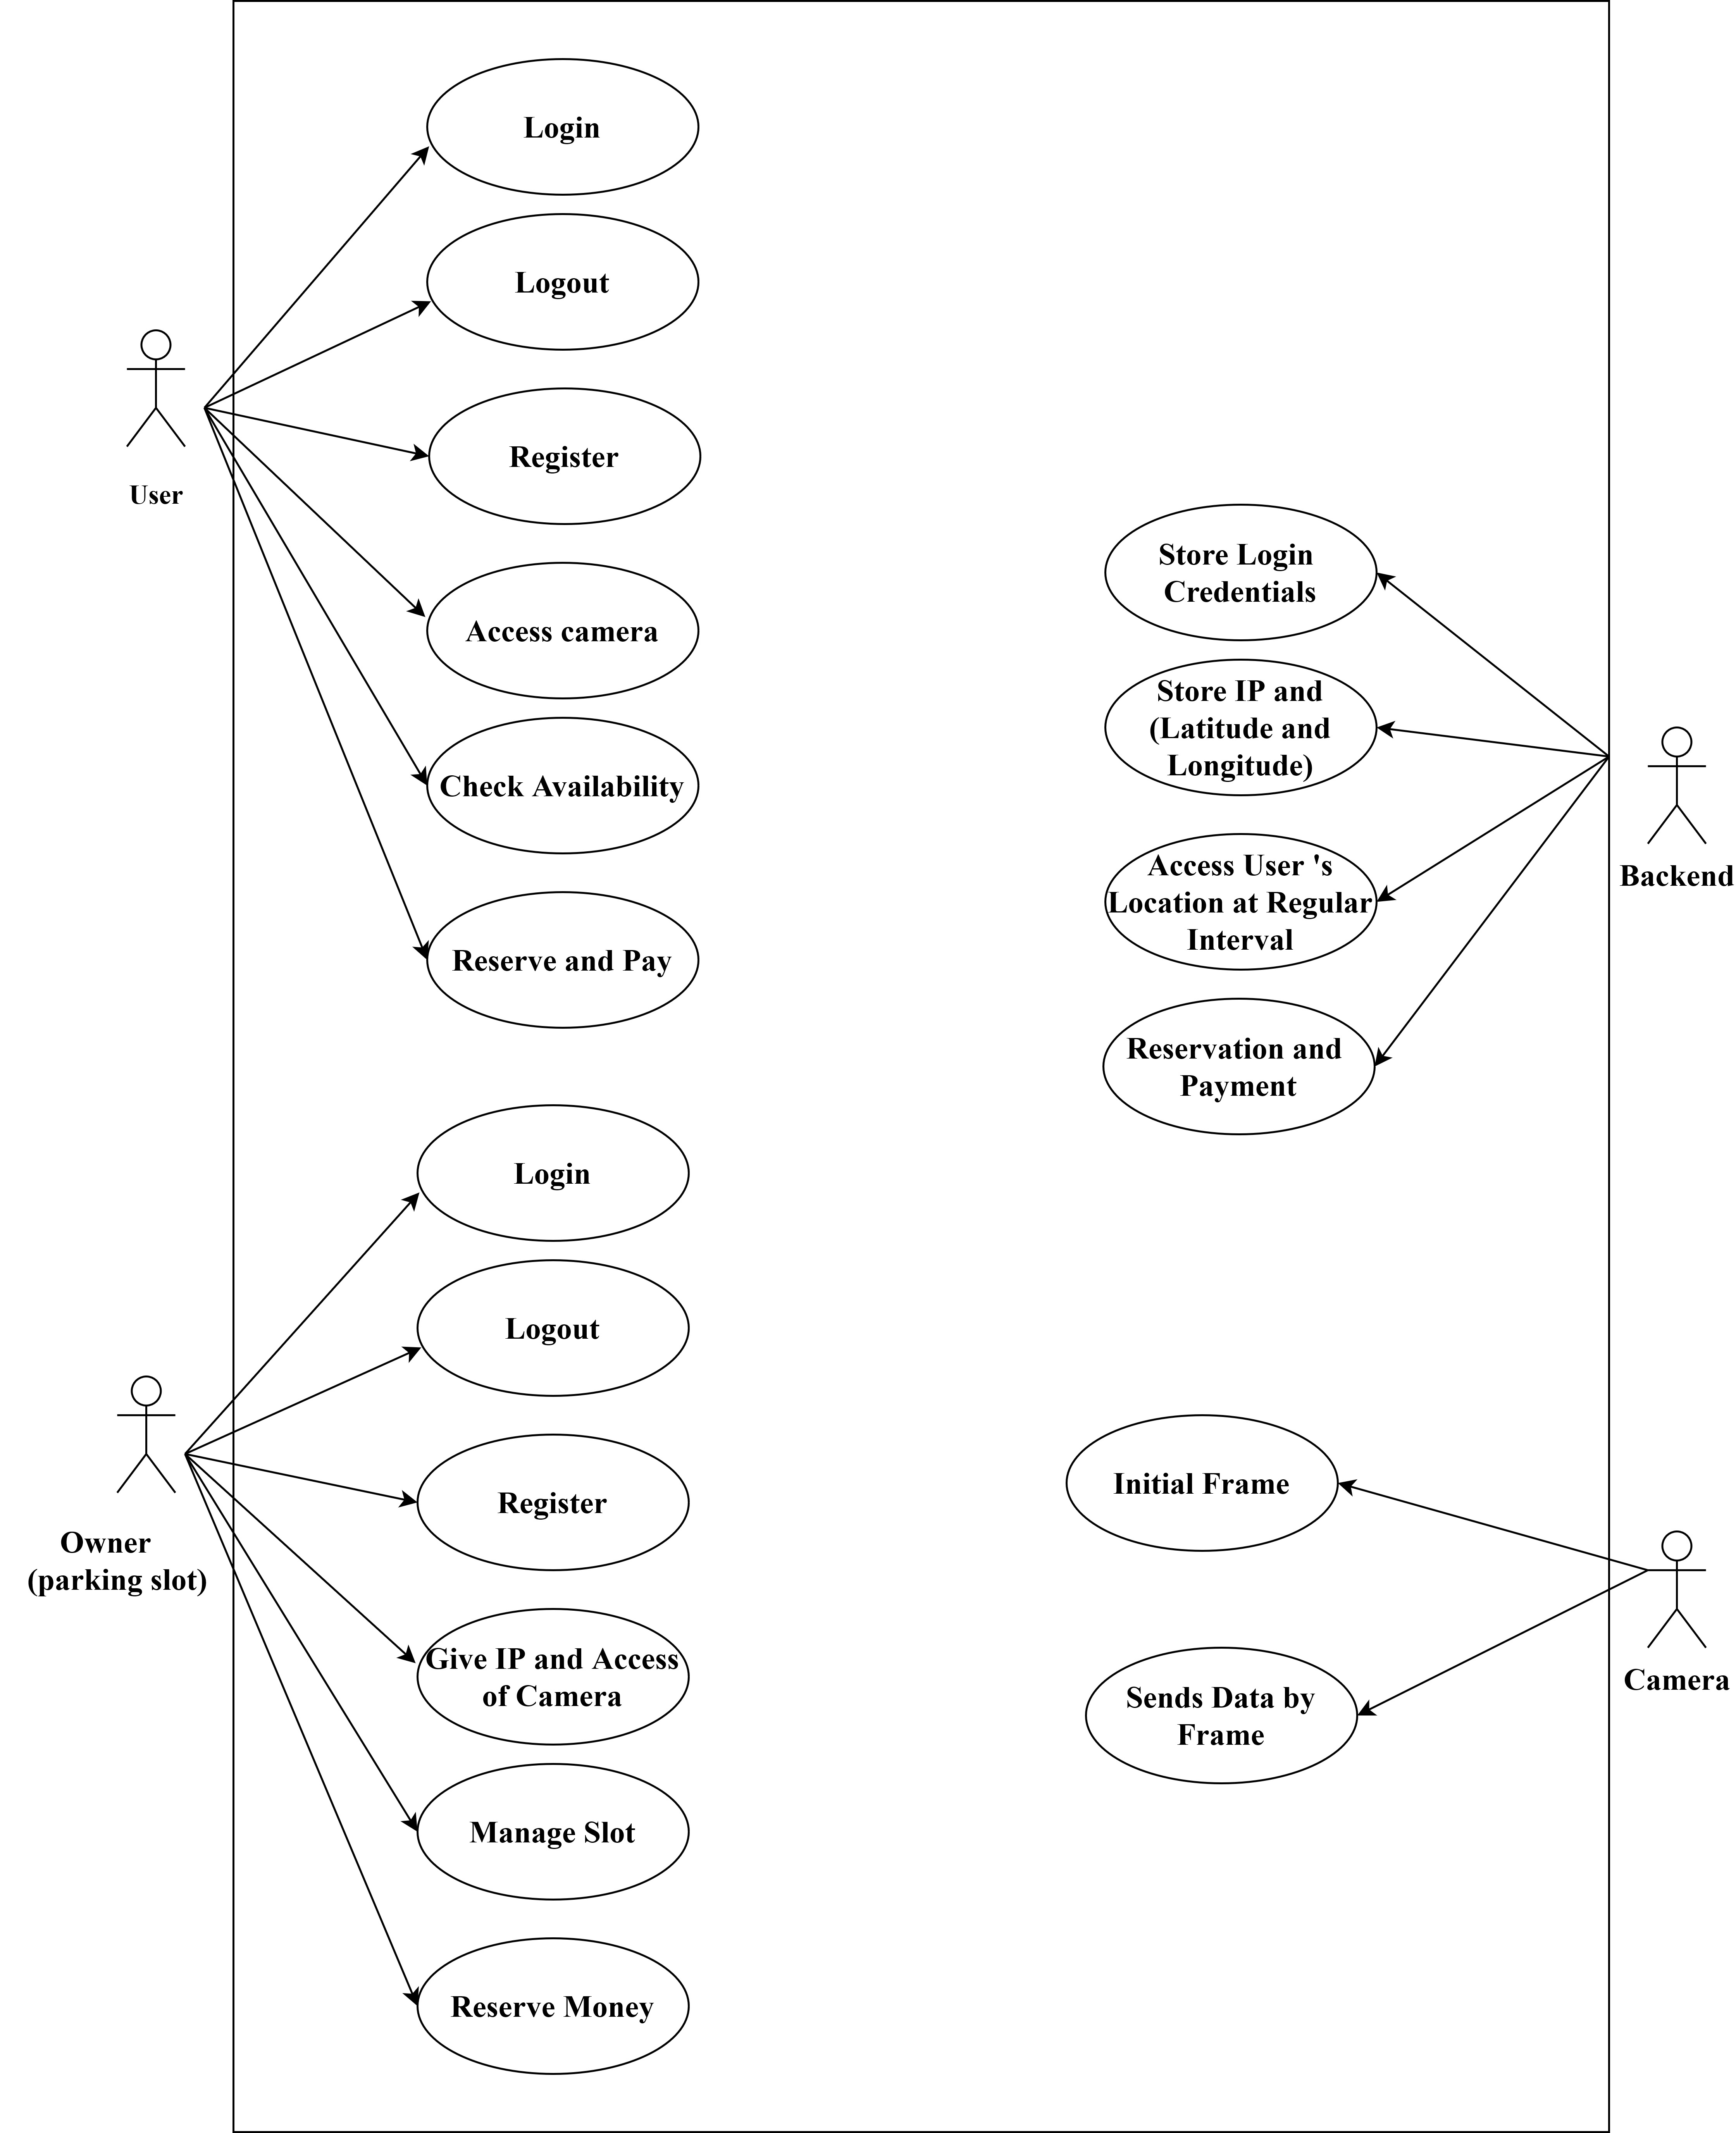 Login
Logout
Register
Access camera
Check Availability
Reserve and Pay
User
Login
Logout
Register
Give IP and Access
of Camera
Manage Slot
Reserve Money
Owner
(parking slot)
Store Login
Credentials
Store IP and
(Latitude and
Longitude)
Access User 's
Location at Regular
Interval
Reservation and
Payment
Backend
Initial Frame
Sends Data by
Frame
Camera